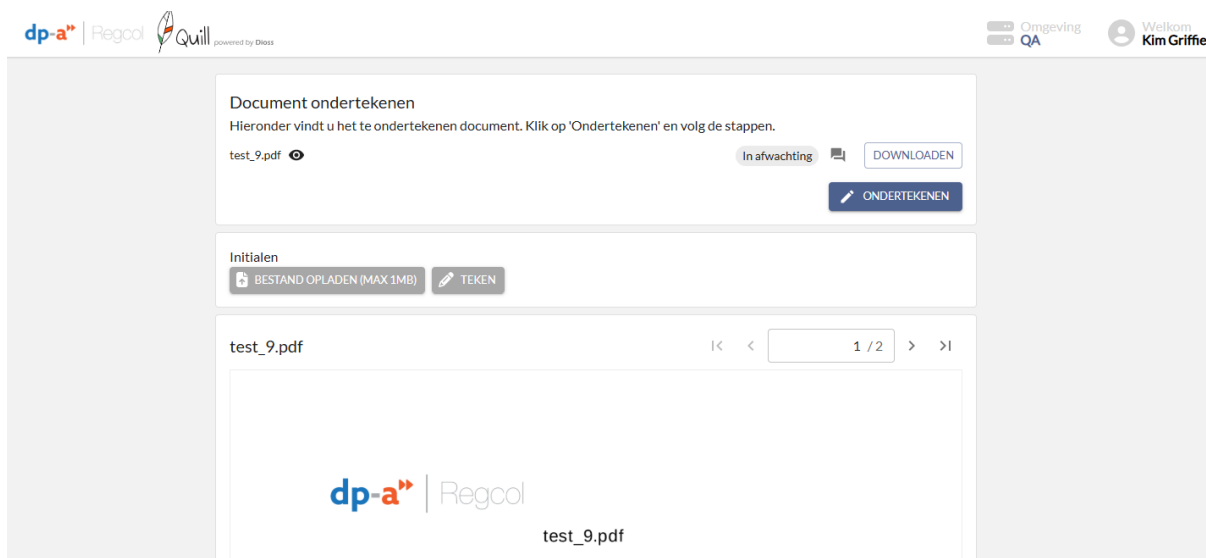 dp-a Regcol Quill powered by Dioss
Omgeving
QA
Welkom
Kim Griffie
Document ondertekenen
Hieronder vindt u het te ondertekenen document. Klik op 'Ondertekenen' en volg de stappen.
test_9.pdf In afwachting DOWNLOADEN
ONDERTEKENEN
Initialen
BESTAND OPLADEN (MAX 1MB) TEKEN
test_9.pdf 1 / 2
dp-a Regcol
test_9.pdf